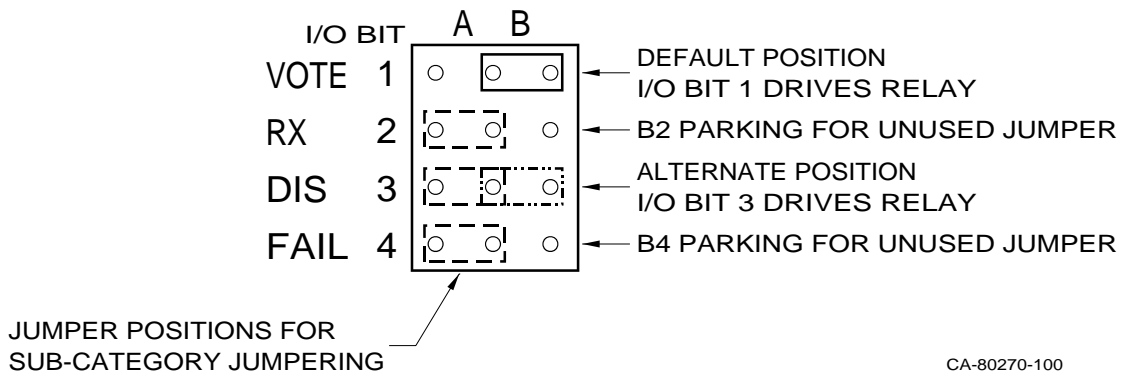 I/O BIT A B
VOTE 1
DEFAULT POSITION
I/O BIT 1 DRIVES RELAY
RX 2
B2 PARKING FOR UNUSED JUMPER
DIS 3
ALTERNATE POSITION
I/O BIT 3 DRIVES RELAY
FAIL 4
B4 PARKING FOR UNUSED JUMPER
JUMPER POSITIONS FOR
SUB-CATEGORY JUMPERING
CA-80270-100